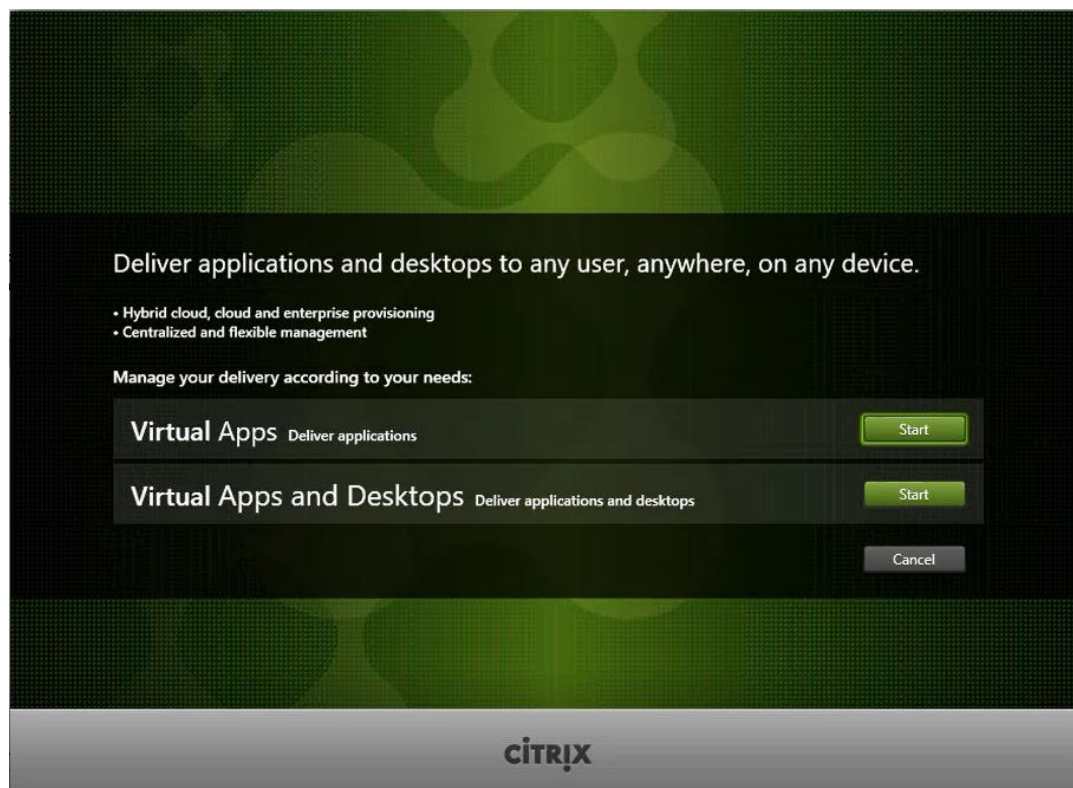 Deliver applications and desktops to any user, anywhere, on any device.
• Hybrid cloud, cloud and enterprise provisioning
• Centralized and flexible management
Manage your delivery according to your needs:
Virtual Apps Deliver applications
Start
Virtual Apps and Desktops Deliver applications and desktops
Start
Cancel
CITRIX